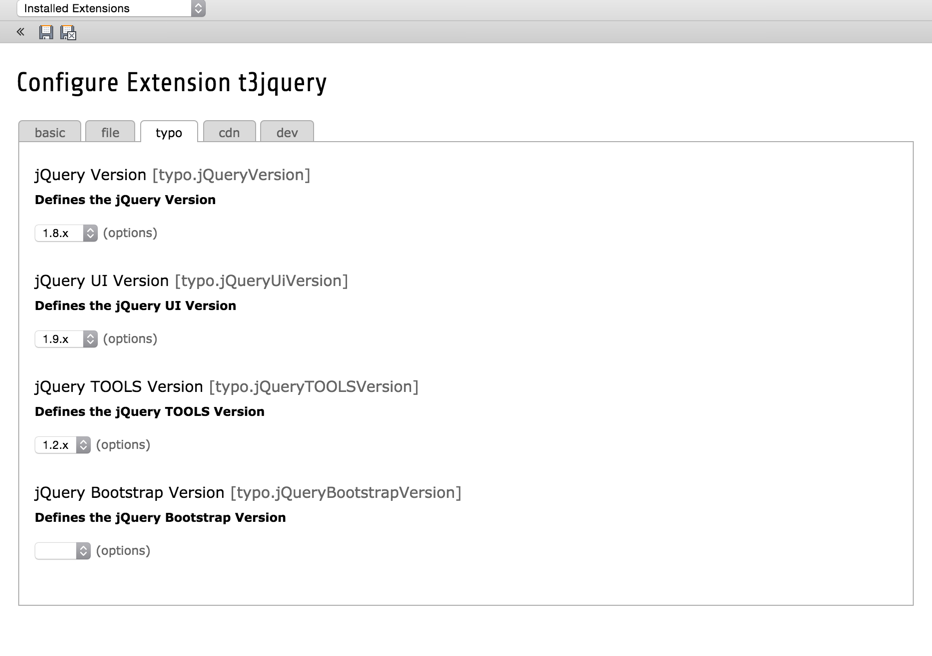 Installed Extensions
«
Configure Extension t3jquery
basic file typo cdn dev
jQuery Version [typo.jQueryVersion]
Defines the jQuery Version
1.8.x (options)
jQuery UI Version [typo.jQueryUiVersion]
Defines the jQuery UI Version
1.9.x (options)
jQuery TOOLS Version [typo.jQueryTOOLSVersion]
Defines the jQuery TOOLS Version
1.2.x (options)
jQuery Bootstrap Version [typo.jQueryBootstrapVersion]
Defines the jQuery Bootstrap Version
(options)